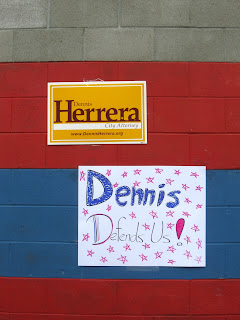 Dennis
Herrera
City Attorney
www.DennisHerrera.org
Dennis
Defends Us!